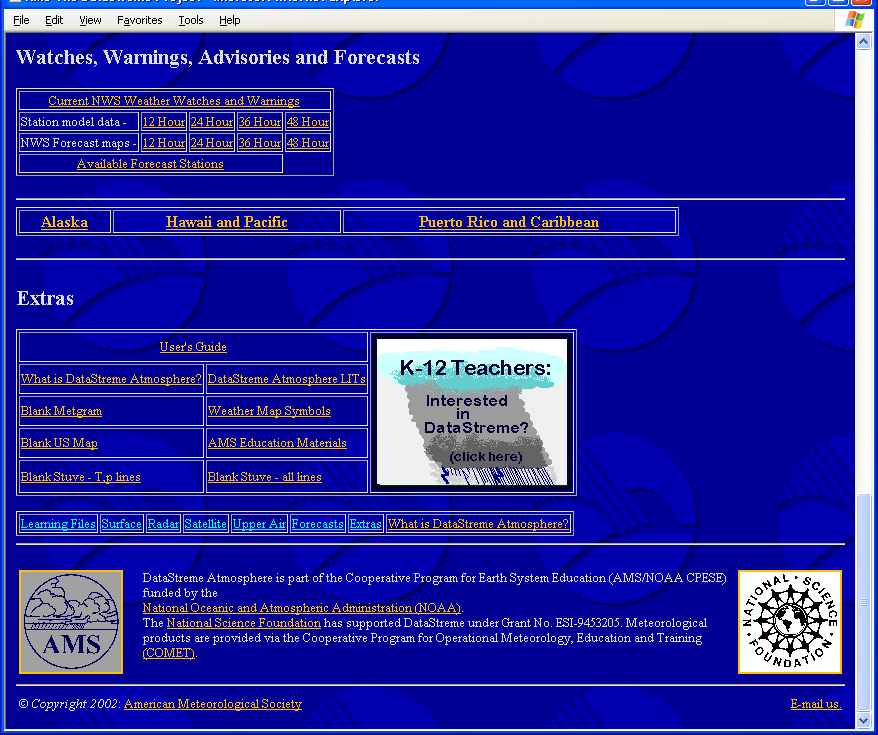 File Edit View Favorites Tools Help
Watches, Warnings, Advisories and Forecasts
Current NWS Weather Watches and Warnings
Station model data - 12 Hour 24 Hour 36 Hour 48 Hour
NWS Forecast maps - 12 Hour 24 Hour 36 Hour 48 Hour
Available Forecast Stations
Alaska Hawaii and Pacific Puerto Rico and Caribbean
Extras
User's Guide
What is DataStreme Atmosphere? DataStreme Atmosphere LITs
Blank Metgram Weather Map Symbols
Blank US Map AMS Education Materials
Blank Stuve - T,p lines Blank Stuve - all lines
K-12 Teachers:
Interested
in
DataStreme?
(click here)
Learning Files Surface Radar Satellite Upper Air Forecasts Extras What is DataStreme Atmosphere?
AMS
DataStreme Atmosphere is part of the Cooperative Program for Earth System Education (AMS/NOAA CPESE)
funded by the
National Oceanic and Atmospheric Administration (NOAA).
The National Science Foundation has supported DataStreme under Grant No. ESI-9453205. Meteorological
products are provided via the Cooperative Program for Operational Meteorology, Education and Training
(COMET).
NATIONAL SCIENCE FOUNDATION
© Copyright 2002: American Meteorological Society
E-mail us.